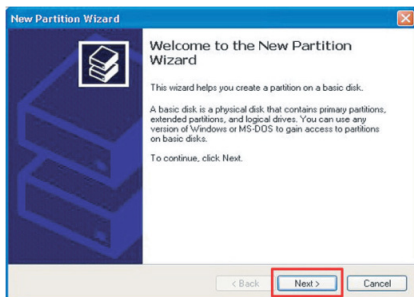 New Partition Wizard
Welcome to the New Partition
Wizard
This wizard helps you create a partition on a basic disk.
A basic disk is a physical disk that contains primary partitions,
extended partitions, and logical drives. You can use any
version of Windows or MS-DOS to gain access to partitions
on basic disks.
To continue, click Next.
< Back
Next >
Cancel